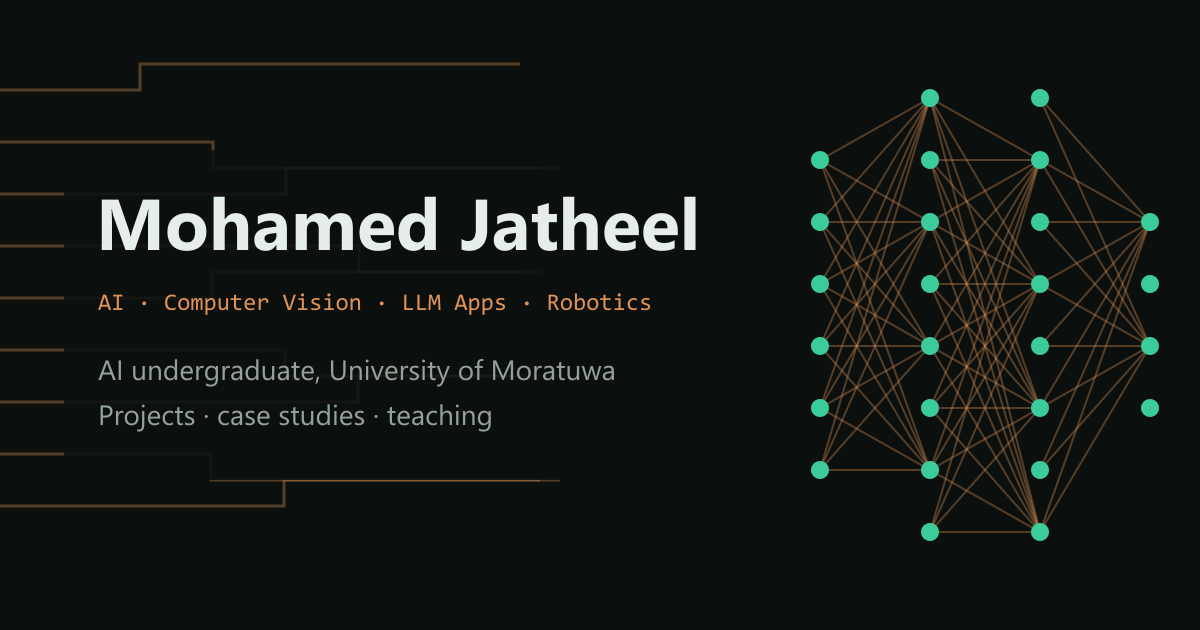 Mohamed Jatheel
AI · Computer Vision · LLM Apps · Robotics
AI undergraduate, University of Moratuwa
Projects · case studies · teaching